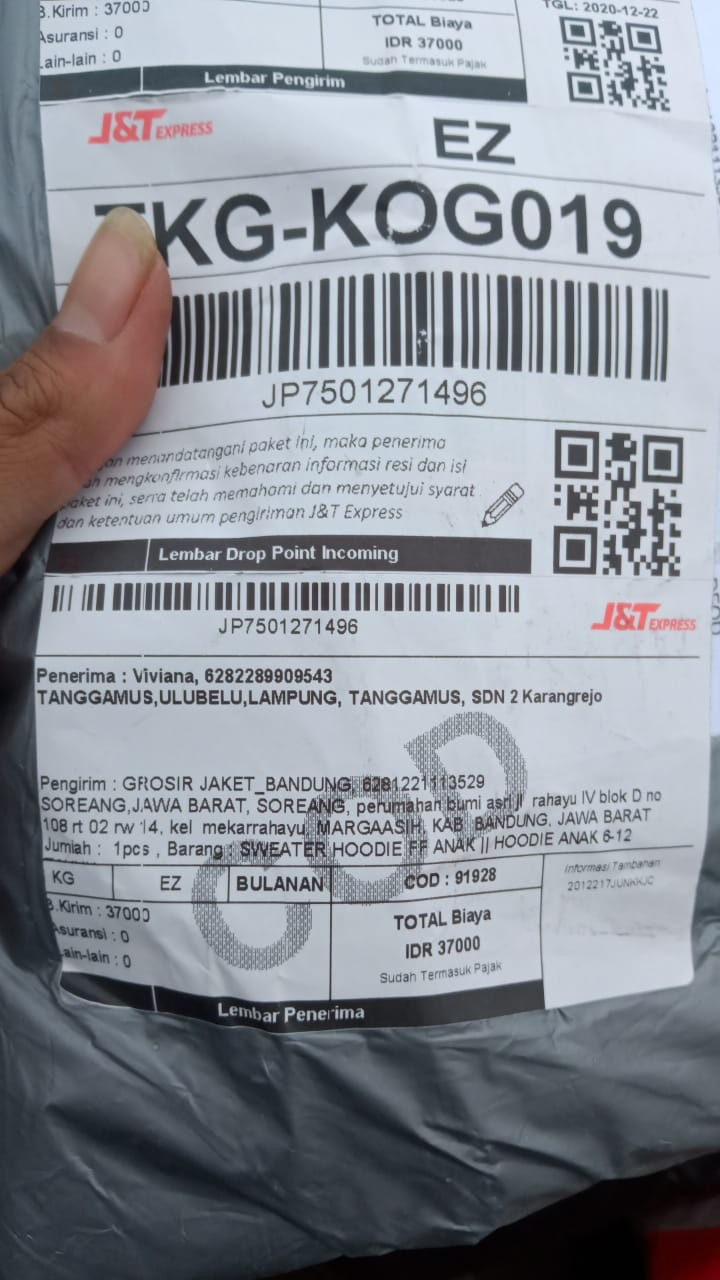 B.Kirim : 37000
Asuransi : 0
Lain-lain : 0
TOTAL Biaya
IDR 37000
Sudah Termasuk Pajak
TGL: 2020-12-22
Lembar Pengirim
J&T EXPRESS
EZ
TKG-KOG019
JP7501271496
menandatangani paket ini, maka penerima
mengkonfirmasi kebenaran informasi resi dan isi
paket ini, serta telah memahami dan menyetujui syarat
dan ketentuan umum pengiriman J&T Express
Lembar Drop Point Incoming
JP7501271496
J&T EXPRESS
Penerima : Viviana, 6282289909543
TANGGAMUS,ULUBELU,LAMPUNG, TANGGAMUS, SDN 2 Karangrejo
COD
Pengirim : GROSIR JAKET_BANDUNG, 6281221113529
SOREANG,JAWA BARAT, SOREANG, perumahan bumi asri JI rahayu IV blok D no
108 rt 02 rw 14, kel mekarrahayu, MARGAASIH, KAB. BANDUNG, JAWA BARAT
Jumlah : 1pcs , Barang : SWEATER HOODIE FF ANAK || HOODIE ANAK 6-12
KG
EZ
BULANAN
COD : 91928
Informasi Tambahan
2012217JUNKKJC
B.Kirim : 37000
Asuransi : 0
Lain-lain : 0
TOTAL Biaya
IDR 37000
Sudah Termasuk Pajak
Lembar Penerima